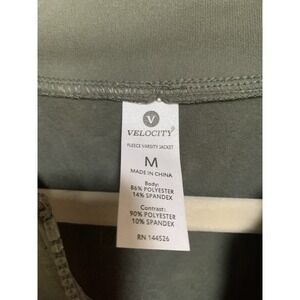 V
VELOCITY
FLEECE VARSITY JACKET
M
MADE IN CHINA
Body:
86% POLYESTER
14% SPANDEX
Contrast:
90% POLYESTER
10% SPANDEX
RN 144526